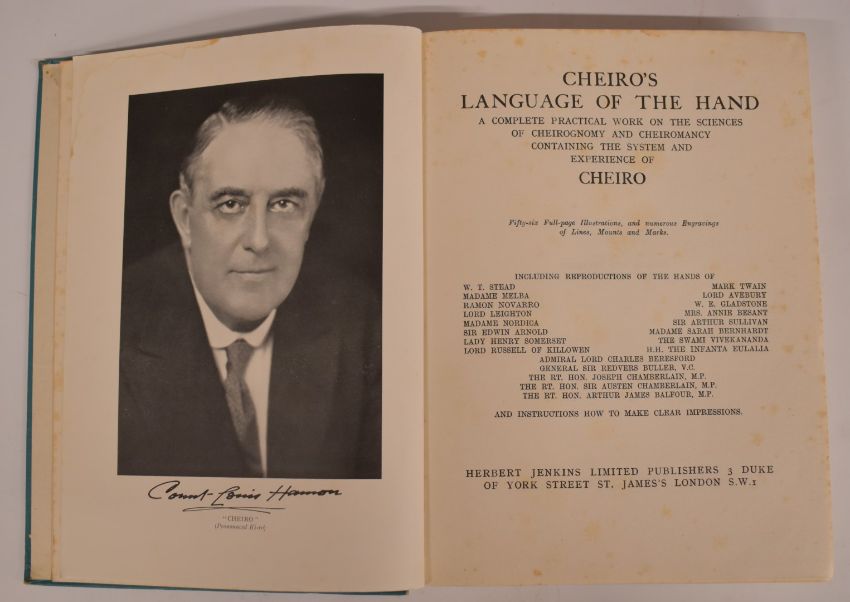 Count Louis Hamon
"CHEIRO"
(Pronounced Ki-ro)
CHEIRO'S
LANGUAGE OF THE HAND
A COMPLETE PRACTICAL WORK ON THE SCIENCES
OF CHEIROGNOMY AND CHEIROMANCY
CONTAINING THE SYSTEM AND
EXPERIENCE OF
CHEIRO
Fifty-six Full-page Illustrations, and numerous Engravings
of Lines, Mounts and Marks.
INCLUDING REPRODUCTIONS OF THE HANDS OF
W. T. STEAD MARK TWAIN
MADAME MELBA LORD AVEBURY
RAMON NOVARRO W. E. GLADSTONE
LORD LEIGHTON MRS. ANNIE BESANT
MADAME NORDICA SIR ARTHUR SULLIVAN
SIR EDWIN ARNOLD MADAME SARAH BERNHARDT
LADY HENRY SOMERSET THE SWAMI VIVEKANANDA
LORD RUSSELL OF KILLOWEN H.H. THE INFANTA EULALIA
ADMIRAL LORD CHARLES BERESFORD
GENERAL SIR REDVERS BULLER, V.C.
THE RT. HON. JOSEPH CHAMBERLAIN, M.P.
THE RT. HON. SIR AUSTEN CHAMBERLAIN, M.P.
THE RT. HON. ARTHUR JAMES BALFOUR, M.P.
AND INSTRUCTIONS HOW TO MAKE CLEAR IMPRESSIONS.
HERBERT JENKINS LIMITED PUBLISHERS 3 DUKE
OF YORK STREET ST. JAMES'S LONDON S.W.1